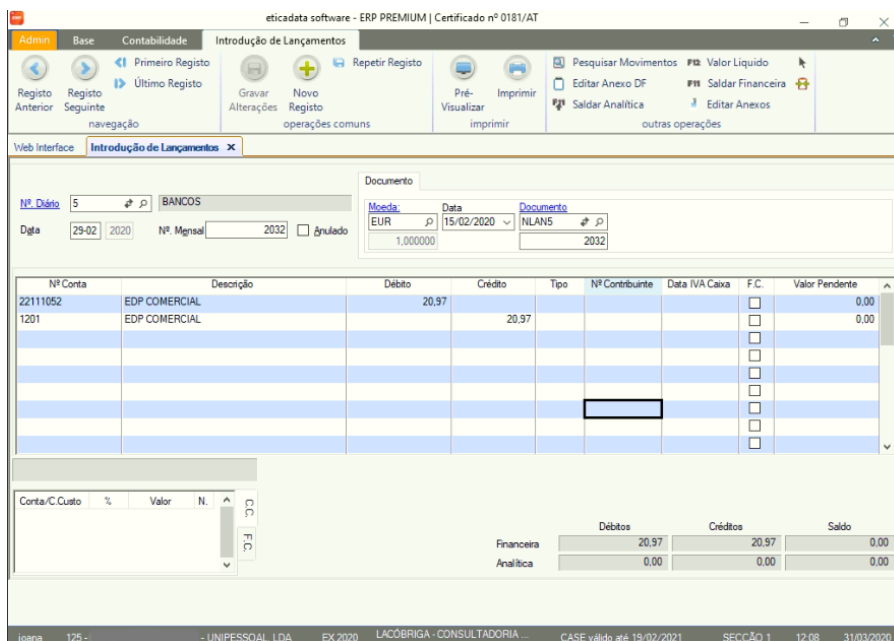 eticadata software - ERP PREMIUM | Certificado nº 0181/AT
Admin Base Contabilidade Introdução de Lançamentos
Registo Anterior
Registo Seguinte
Primeiro Registo
Último Registo
navegação
Gravar Alterações
Novo Registo
Repetir Registo
operações comuns
Pré-Visualizar
Imprimir
imprimir
Pesquisar Movimentos F12 Valor Liquido
Editar Anexo DF F11 Saldar Financeira
Saldar Analítica Editar Anexos
outras operações
Web Interface Introdução de Lançamentos X
Documento
Nº. Diário 5 BANCOS
Moeda: Data Documento
EUR 15/02/2020 NLAN5
Data 29-02 2020 Nº. Mensal 2032 Anulado
1,000000 2032
Nº Conta Descrição Débito Crédito Tipo Nº Contribuinte Data IVA Caixa F.C. Valor Pendente
22111052 EDP COMERCIAL 20,97 0,00
1201 EDP COMERCIAL 20,97 0,00
Conta/C.Custo % Valor N.
C.C.
F.C.
Débitos Créditos Saldo
Financeira 20,97 20,97 0,00
Analítica 0,00 0,00 0,00
joana 125 - - UNIPESSOAL, LDA EX 2020 LACÓBRIGA - CONSULTADORIA ... CASE válido até 19/02/2021 SECCÃO 1 12:08 31/03/2020